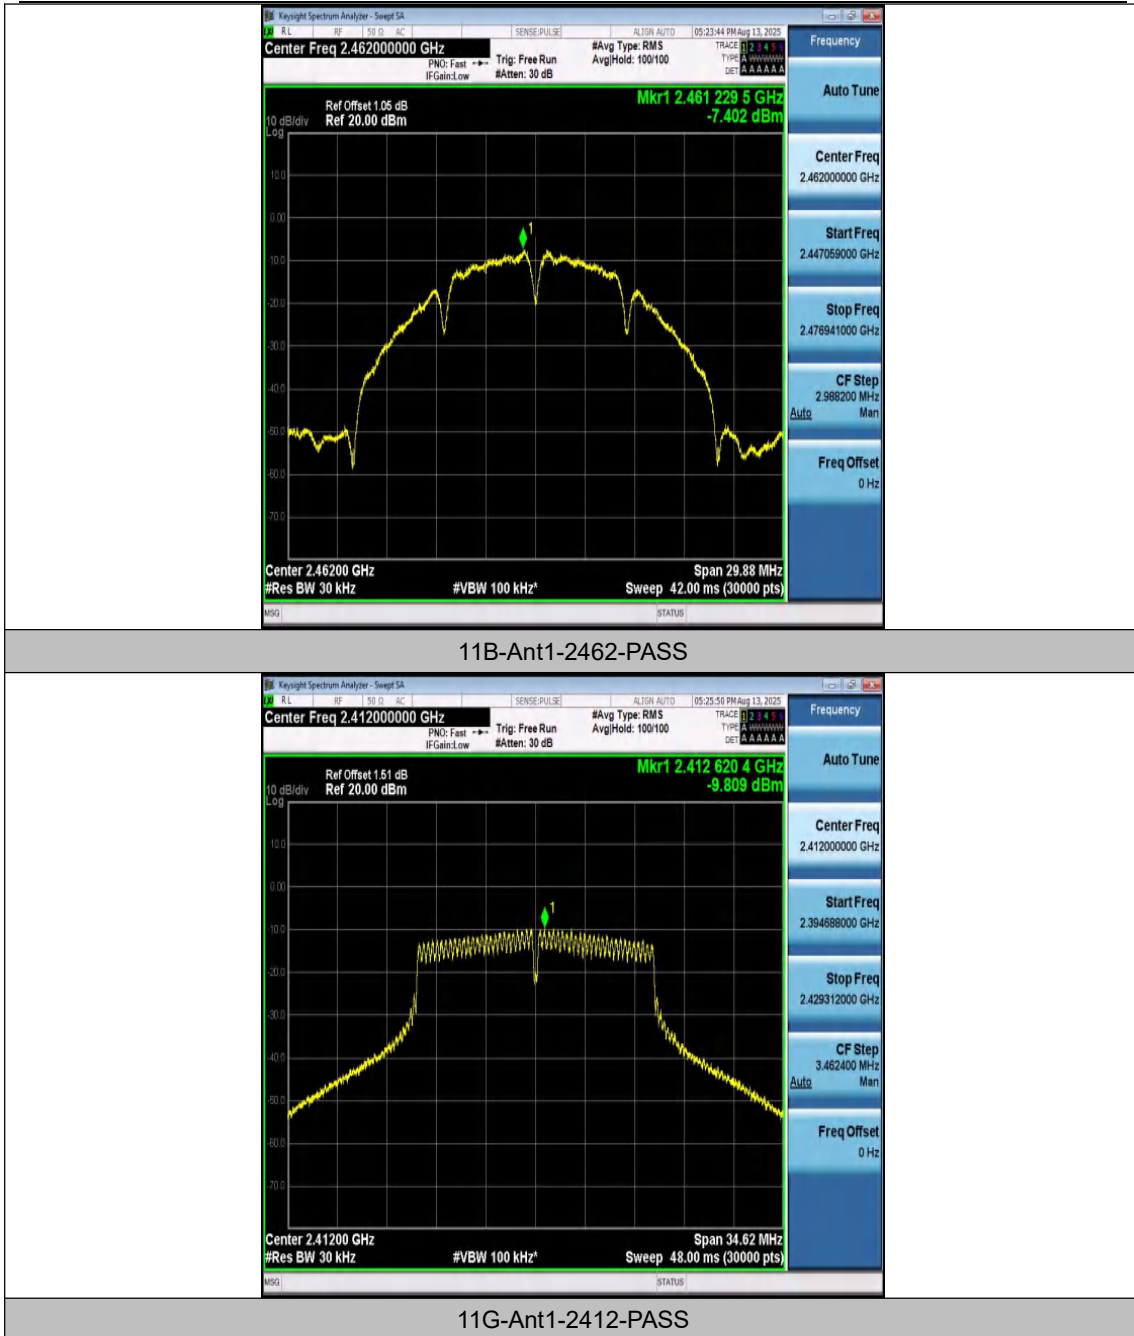 Keysight Spectrum Analyzer - Swept SA
RL RF 50 Ω AC SENSE:PULSE ALIGN AUTO 05:23:44 PM Aug 13, 2025
Center Freq 2.462000000 GHz
PNO: Fast
IFGain:Low
Trig: Free Run
#Atten: 30 dB
#Avg Type: RMS
Avg|Hold: 100/100
TRACE 1 2 3 4 5 6
TYPE A WWWWW
DET A A A A A A
Frequency
Auto Tune
Mkr1 2.461 229 5 GHz
-7.402 dBm
Ref Offset 1.05 dB
10 dB/div Ref 20.00 dBm
Log
10.0
0.00
-10.0
-20.0
-30.0
-40.0
-50.0
-60.0
-70.0
1
Center Freq
2.462000000 GHz
Start Freq
2.447059000 GHz
Stop Freq
2.476941000 GHz
CF Step
2.988200 MHz
Auto Man
Freq Offset
0 Hz
Center 2.46200 GHz Span 29.88 MHz
#Res BW 30 kHz #VBW 100 kHz* Sweep 42.00 ms (30000 pts)
MSG STATUS
11B-Ant1-2462-PASS
Keysight Spectrum Analyzer - Swept SA
RL RF 50 Ω AC SENSE:PULSE ALIGN AUTO 05:25:50 PM Aug 13, 2025
Center Freq 2.412000000 GHz
PNO: Fast
IFGain:Low
Trig: Free Run
#Atten: 30 dB
#Avg Type: RMS
Avg|Hold: 100/100
TRACE 1 2 3 4 5 6
TYPE A WWWWW
DET A A A A A A
Frequency
Auto Tune
Mkr1 2.412 620 4 GHz
-9.809 dBm
Ref Offset 1.51 dB
10 dB/div Ref 20.00 dBm
Log
10.0
0.00
-10.0
-20.0
-30.0
-40.0
-50.0
-60.0
-70.0
1
Center Freq
2.412000000 GHz
Start Freq
2.394688000 GHz
Stop Freq
2.429312000 GHz
CF Step
3.462400 MHz
Auto Man
Freq Offset
0 Hz
Center 2.41200 GHz Span 34.62 MHz
#Res BW 30 kHz #VBW 100 kHz* Sweep 48.00 ms (30000 pts)
MSG STATUS
11G-Ant1-2412-PASS